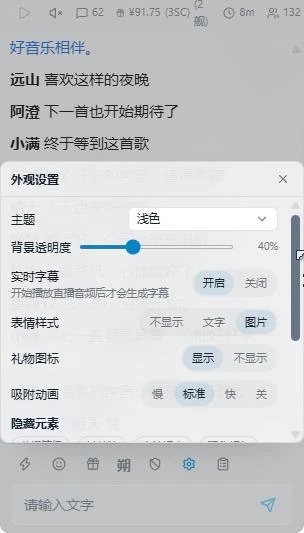 62 ¥91.75 (3SC) (2舰) 8m 132
好音乐相伴。
远山 喜欢这样的夜晚
阿澄 下一首也开始期待了
小满 终于等到这首歌
外观设置
主题 浅色
背景透明度 40%
实时字幕 开启 关闭
开始播放直播音频后才会生成字幕
表情样式 不显示 文字 图片
礼物图标 显示 不显示
吸附动画 慢 标准 快 关
隐藏元素
朔
请输入文字